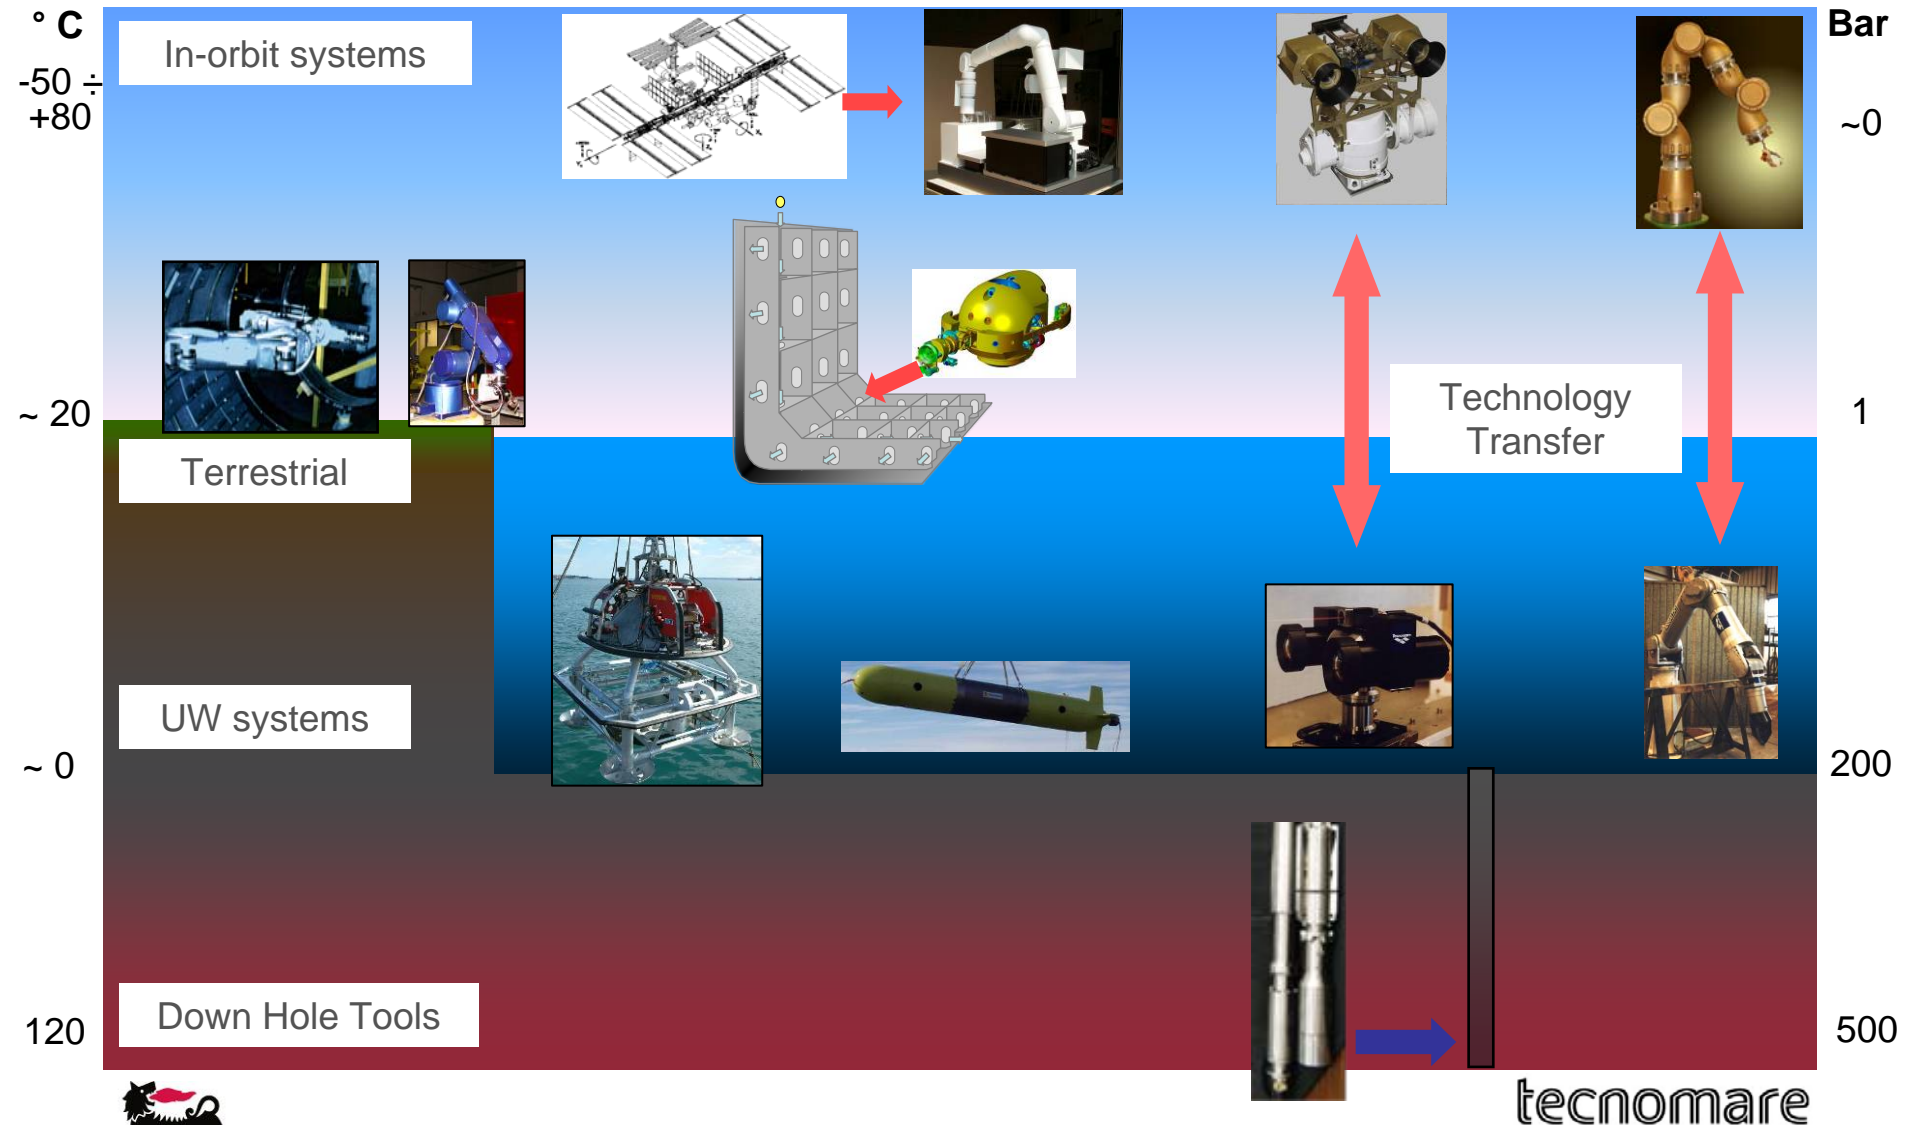 ° C
Bar
In-orbit systems
-50 ÷
+80
~0
~ 20
1
Technology
Transfer
Terrestrial
UW systems
~ 0
200
Down Hole Tools
120
500
tecnomare